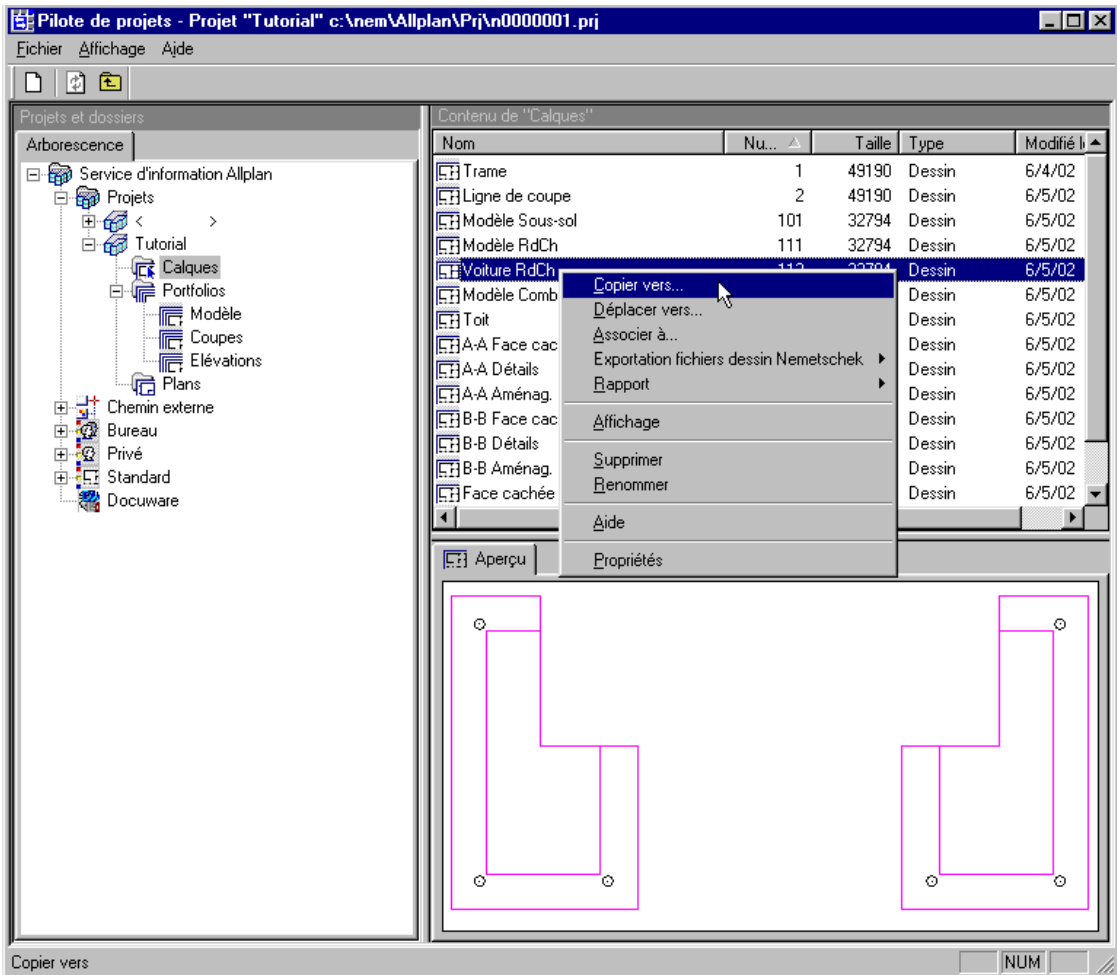 Pilote de projets - Projet "Tutorial" c:\nem\Allplan\Prj\n0000001.prj
Fichier Affichage Aide
Projets et dossiers
Arborescence
Service d'information Allplan
Projets
< >
Tutorial
Calques
Portfolios
Modèle
Coupes
Elévations
Plans
Chemin externe
Bureau
Privé
Standard
Docuware
Contenu de "Calques"
Nom Nu... Taille Type Modifié l
Trame 1 49190 Dessin 6/4/02
Ligne de coupe 2 49190 Dessin 6/5/02
Modèle Sous-sol 101 32794 Dessin 6/5/02
Modèle RdCh 111 32794 Dessin 6/5/02
Voiture RdCh Dessin 6/5/02
Modèle Comb Dessin 6/5/02
Toit Dessin 6/5/02
A-A Face cac Dessin 6/5/02
A-A Détails Dessin 6/5/02
A-A Aménag. Dessin 6/5/02
B-B Face cac Dessin 6/5/02
B-B Détails Dessin 6/5/02
B-B Aménag. Dessin 6/5/02
Face cachée Dessin 6/5/02
Copier vers...
Déplacer vers...
Associer à...
Exportation fichiers dessin Nemetschek
Rapport
Affichage
Supprimer
Renommer
Aide
Propriétés
Aperçu
Copier vers
NUM